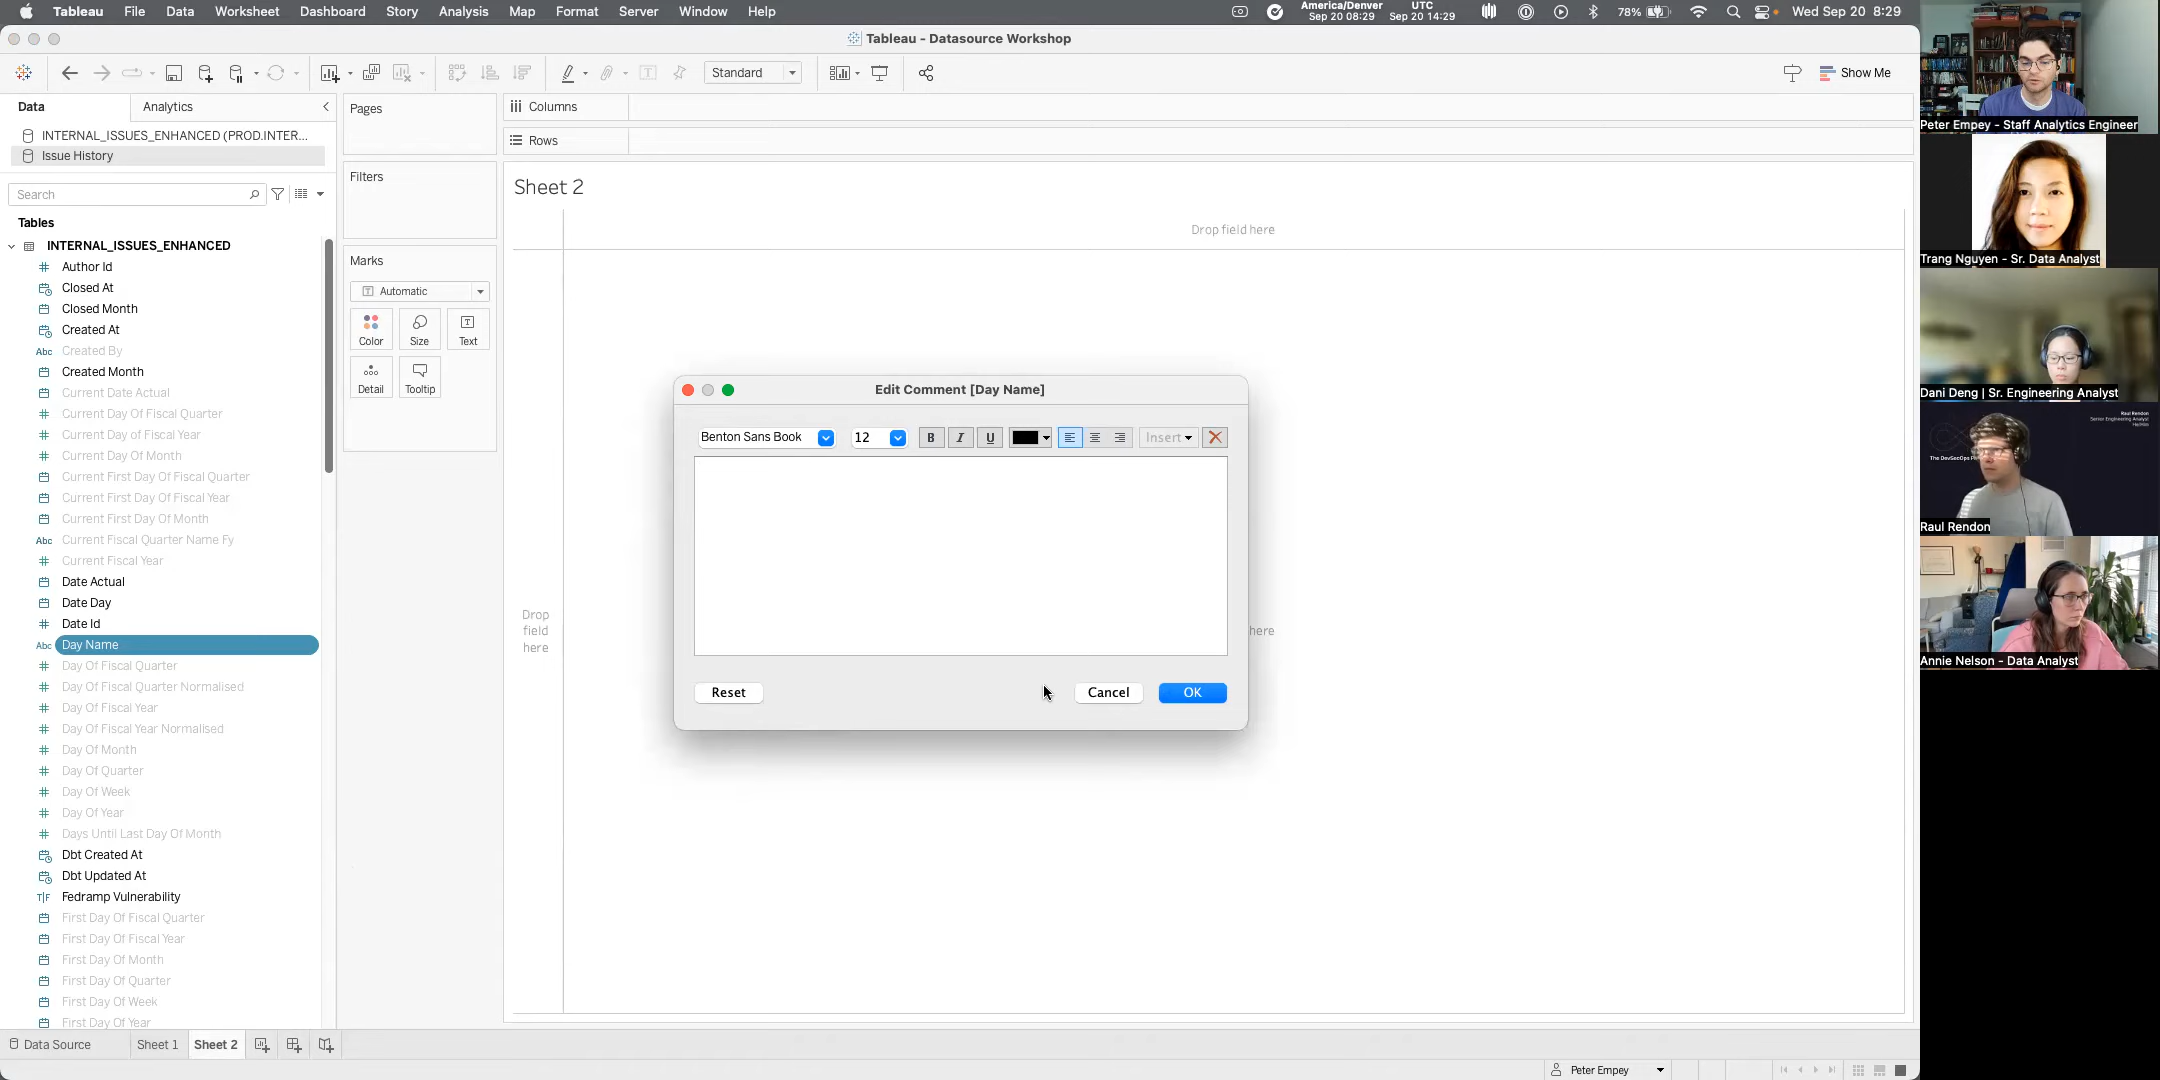 Tableau File Data Worksheet Dashboard Story Analysis Map Format Server Window Help
America/Denver UTC
Sep 20 08:29 Sep 20 14:29
78%
Wed Sep 20 8:29
Tableau - Datasource Workshop
Standard
Show Me
Data Analytics
INTERNAL_ISSUES_ENHANCED (PROD.INTER...
Issue History
Search
Tables
INTERNAL_ISSUES_ENHANCED
# Author Id
Closed At
Closed Month
Created At
Abc Created By
Created Month
Current Date Actual
# Current Day Of Fiscal Quarter
# Current Day of Fiscal Year
# Current Day Of Month
Current First Day Of Fiscal Quarter
Current First Day Of Fiscal Year
Current First Day Of Month
Abc Current Fiscal Quarter Name Fy
# Current Fiscal Year
Date Actual
Date Day
# Date Id
Abc Day Name
# Day Of Fiscal Quarter
# Day Of Fiscal Quarter Normalised
# Day Of Fiscal Year
# Day Of Fiscal Year Normalised
# Day Of Month
# Day Of Quarter
# Day Of Week
# Day Of Year
# Days Until Last Day Of Month
Dbt Created At
Dbt Updated At
T|F Fedramp Vulnerability
First Day Of Fiscal Quarter
First Day Of Fiscal Year
First Day Of Month
First Day Of Quarter
First Day Of Week
First Day Of Year
Pages
Filters
Marks
Automatic
Color Size Text
Detail Tooltip
Columns
Rows
Sheet 2
Drop field here
Drop
field
here
here
Edit Comment [Day Name]
Benton Sans Book 12 B I U Insert
Reset Cancel OK
Data Source Sheet 1 Sheet 2
Peter Empey
Peter Empey - Staff Analytics Engineer
Trang Nguyen - Sr. Data Analyst
Dani Deng | Sr. Engineering Analyst
Raul Rendon
Senior Engineering Analyst
The DevSecOps
Raul Rendon
Annie Nelson - Data Analyst